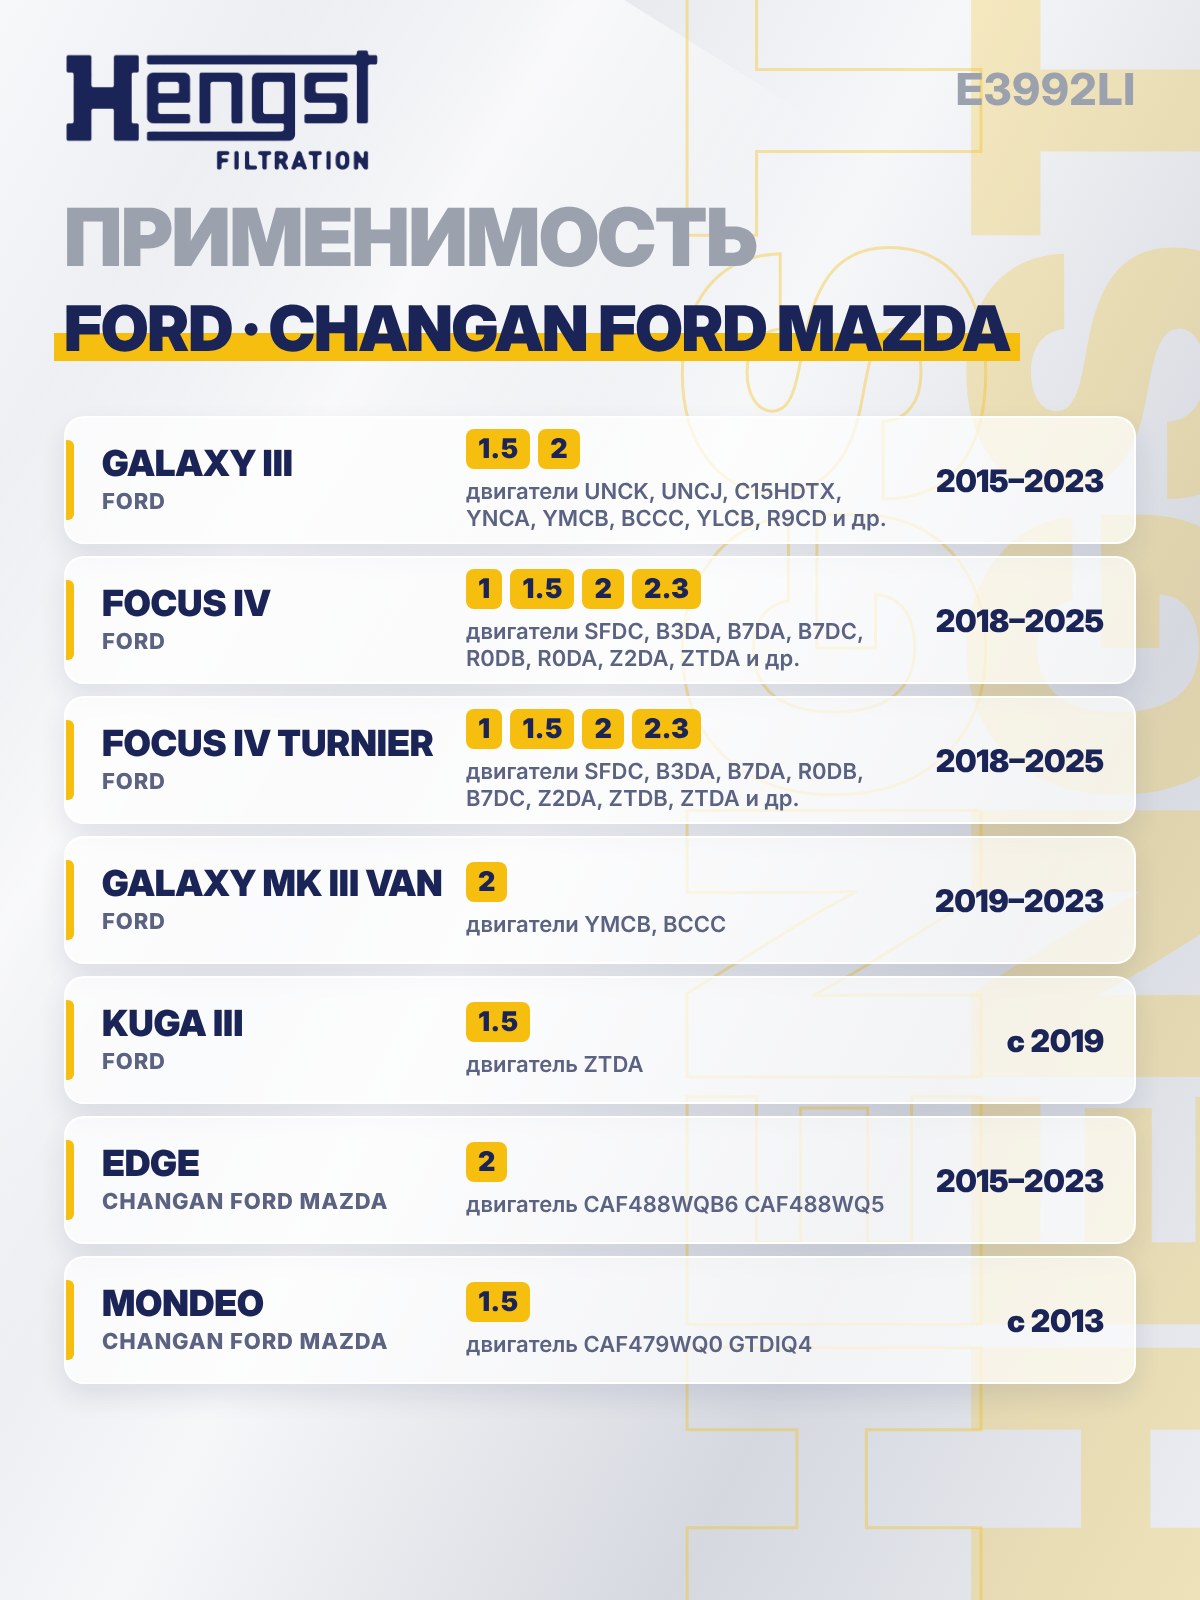 Hengst
FILTRATION
E3992LI
ПРИМЕНИМОСТЬ
FORD · CHANGAN FORD MAZDA
GALAXY III
FORD
1.5 2
двигатели UNCK, UNCJ, C15HDTX,
YNCA, YMCB, BCCC, YLCB, R9CD и др.
2015–2023
FOCUS IV
FORD
1 1.5 2 2.3
двигатели SFDC, B3DA, B7DA, B7DC,
R0DB, R0DA, Z2DA, ZTDA и др.
2018–2025
FOCUS IV TURNIER
FORD
1 1.5 2 2.3
двигатели SFDC, B3DA, B7DA, R0DB,
B7DC, Z2DA, ZTDB, ZTDA и др.
2018–2025
GALAXY MK III VAN
FORD
2
двигатели YMCB, BCCC
2019–2023
KUGA III
FORD
1.5
двигатель ZTDA
с 2019
EDGE
CHANGAN FORD MAZDA
2
двигатель CAF488WQB6 CAF488WQ5
2015–2023
MONDEO
CHANGAN FORD MAZDA
1.5
двигатель CAF479WQ0 GTDIQ4
с 2013
HENGST
HENGST